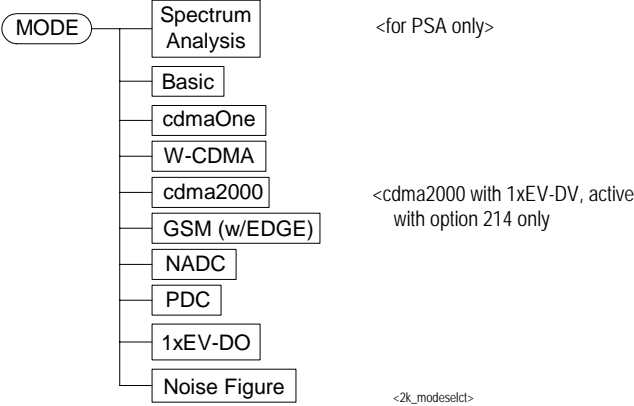 MODE
Spectrum
Analysis
<for PSA only>
Basic
cdmaOne
W-CDMA
cdma2000
<cdma2000 with 1xEV-DV, active
with option 214 only
GSM (w/EDGE)
NADC
PDC
1xEV-DO
Noise Figure
<2k_modeselct>